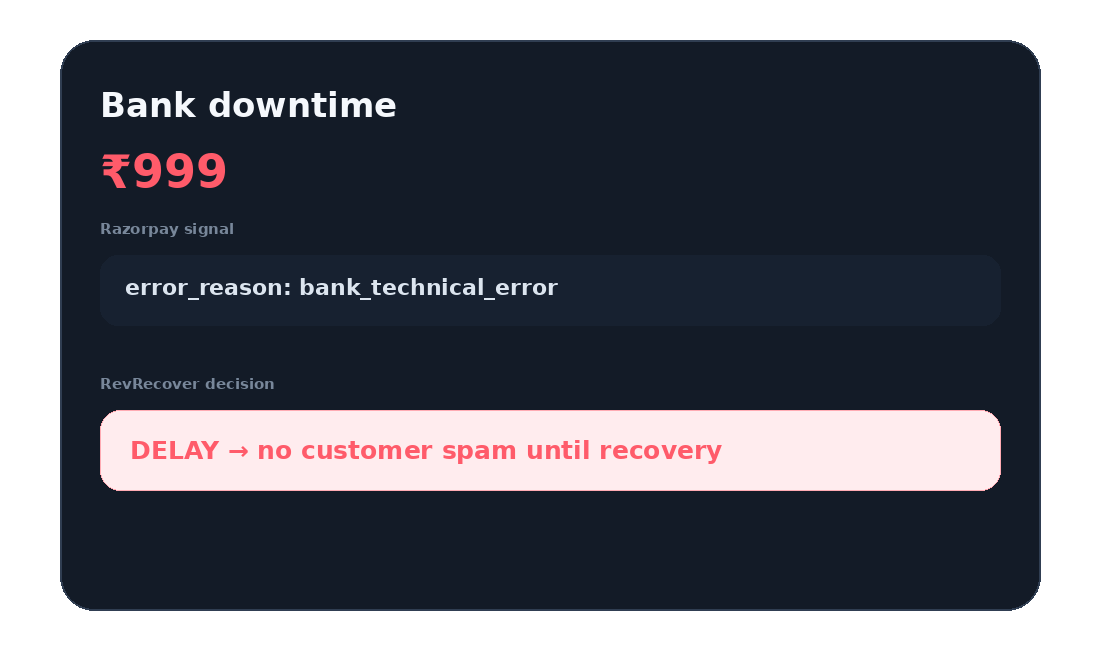 Bank downtime
₹999
Razorpay signal
error_reason: bank_technical_error
RevRecover decision
DELAY → no customer spam until recovery